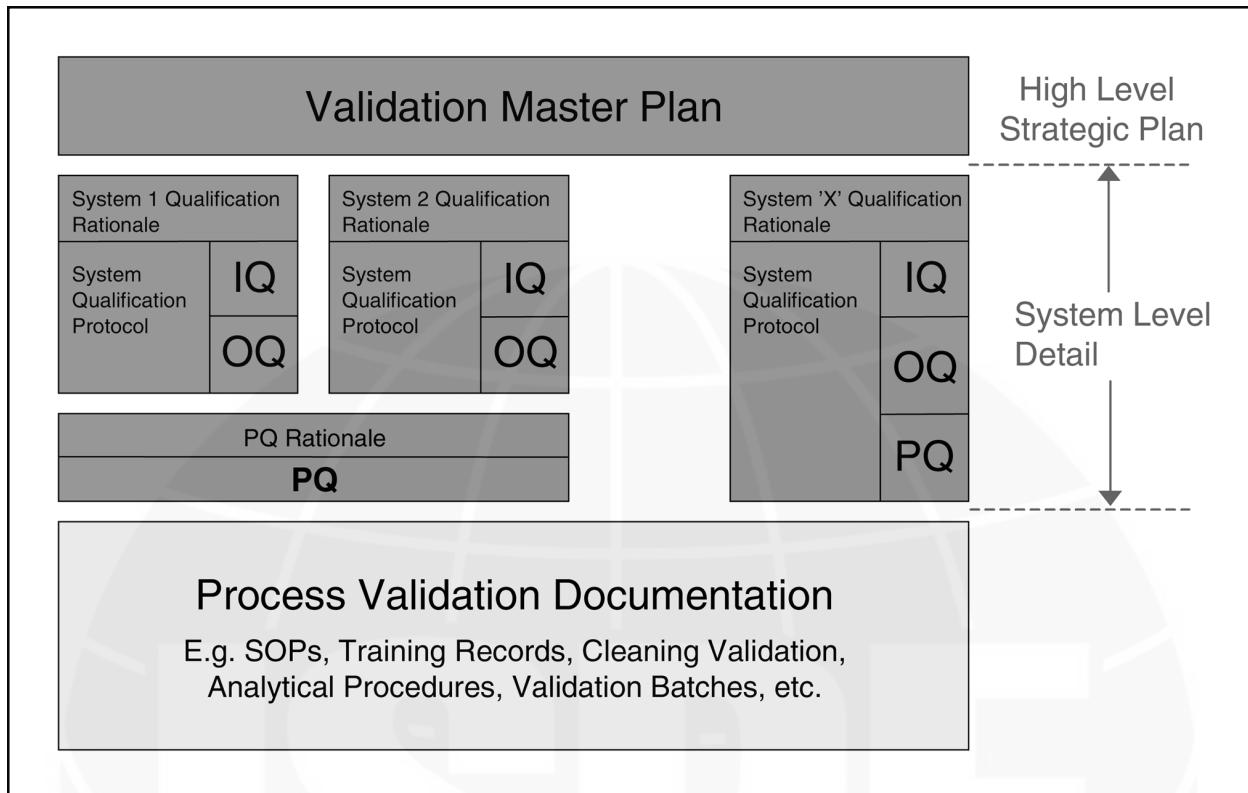 Validation Master Plan
High Level
Strategic Plan
System 1 Qualification
Rationale
System
Qualification
Protocol
IQ
OQ
System 2 Qualification
Rationale
System
Qualification
Protocol
IQ
OQ
System 'X' Qualification
Rationale
System
Qualification
Protocol
IQ
OQ
PQ
System Level
Detail
PQ Rationale
PQ
Process Validation Documentation
E.g. SOPs, Training Records, Cleaning Validation,
Analytical Procedures, Validation Batches, etc.